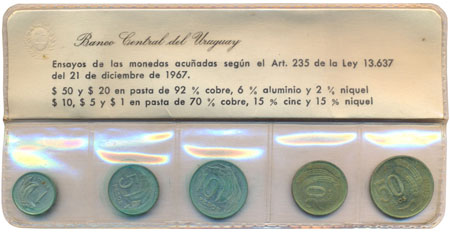 Banco Central del Uruguay
Ensayos de las monedas acuñadas según el Art. 235 de la Ley 13.637
del 21 de diciembre de 1967.
$ 50 y $ 20 en pasta de 92 % cobre, 6 % aluminio y 2 % niquel
$ 10, $ 5 y $ 1 en pasta de 70 % cobre, 15 % cinc y 15 % niquel
1
5